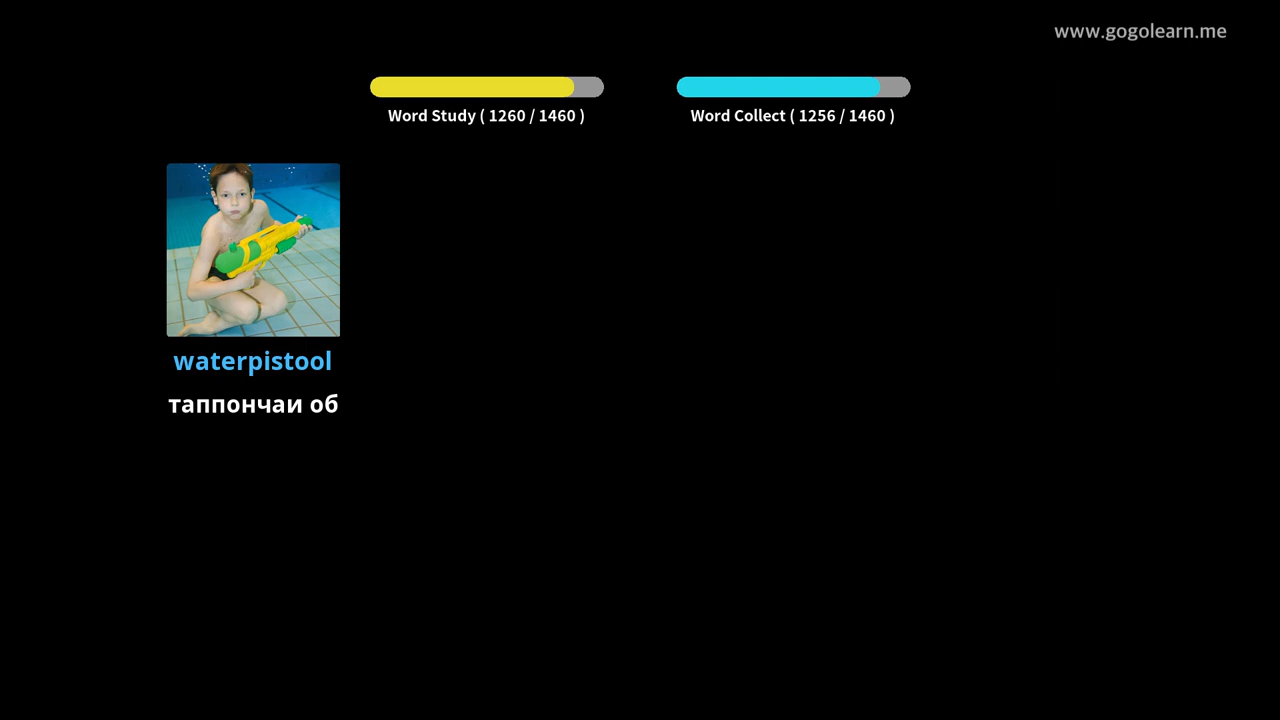 www.gogolearn.me
Word Study ( 1260 / 1460 )
Word Collect ( 1256 / 1460 )
waterpistool
таппончаи об